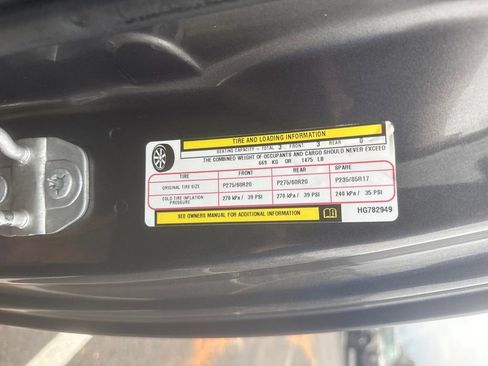 TIRE AND LOADING INFORMATION
SEATING CAPACITY – TOTAL 3 FRONT 3 REAR 0
THE COMBINED WEIGHT OF OCCUPANTS AND CARGO SHOULD NEVER EXCEED
669 KG OR 1475 LB
TIRE FRONT REAR SPARE
ORIGINAL TIRE SIZE P275/60R20 P275/60R20 P235/85R17
COLD TIRE INFLATION PRESSURE 270 kPa / 39 PSI 270 kPa / 39 PSI 240 kPa / 35 PSI
SEE OWNERS MANUAL FOR ADDITIONAL INFORMATION
HG782949